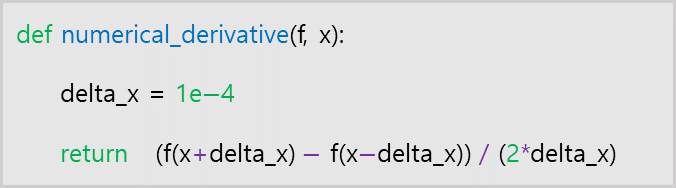 def numerical_derivative(f, x):
delta_x = 1e−4
return (f(x+delta_x) − f(x−delta_x)) / (2*delta_x)